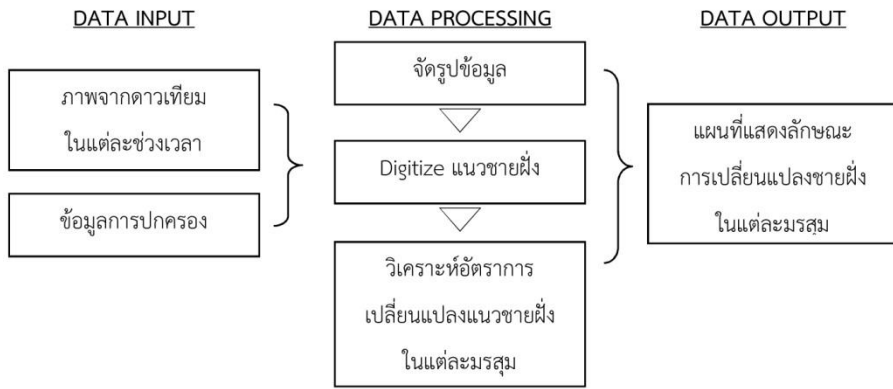 DATA INPUT
ภาพจากดาวเทียม
ในแต่ละช่วงเวลา
ข้อมูลการปกครอง
DATA PROCESSING
จัดรูปข้อมูล
Digitize แนวชายฝั่ง
วิเคราะห์อัตราการ
เปลี่ยนแปลงแนวชายฝั่ง
ในแต่ละมรสุม
DATA OUTPUT
แผนที่แสดงลักษณะ
การเปลี่ยนแปลงชายฝั่ง
ในแต่ละมรสุม